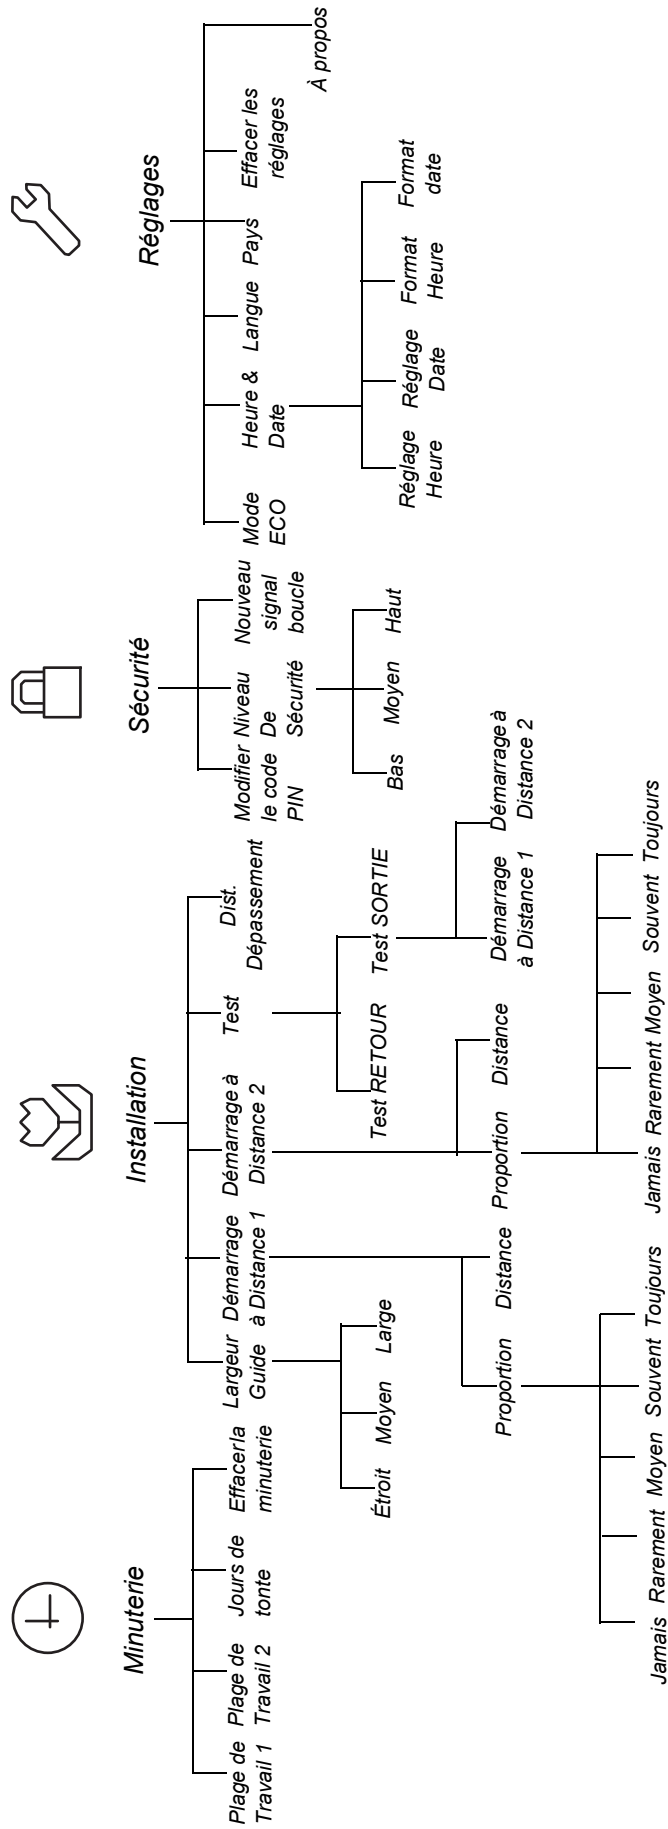 Minuterie
Plage de
Travail 1
Plage de
Travail 2
Jours de
tonte
Effacer la
minuterie
Installation
Largeur
Guide
Étroit
Moyen
Large
Démarrage
à Distance 1
Proportion
Jamais
Rarement
Moyen
Souvent
Toujours
Distance
Démarrage à
Distance 2
Proportion
Jamais
Rarement
Moyen
Souvent
Toujours
Distance
Test
Test RETOUR
Test SORTIE
Démarrage
à Distance 1
Démarrage à
Distance 2
Dist.
Dépassement
Sécurité
Modifier
le code
PIN
Niveau
De
Sécurité
Bas
Moyen
Haut
Nouveau
signal
boucle
Réglages
Mode
ECO
Heure &
Date
Réglage
Heure
Réglage
Date
Format
Heure
Format
date
Langue
Pays
Effacer les
réglages
À propos